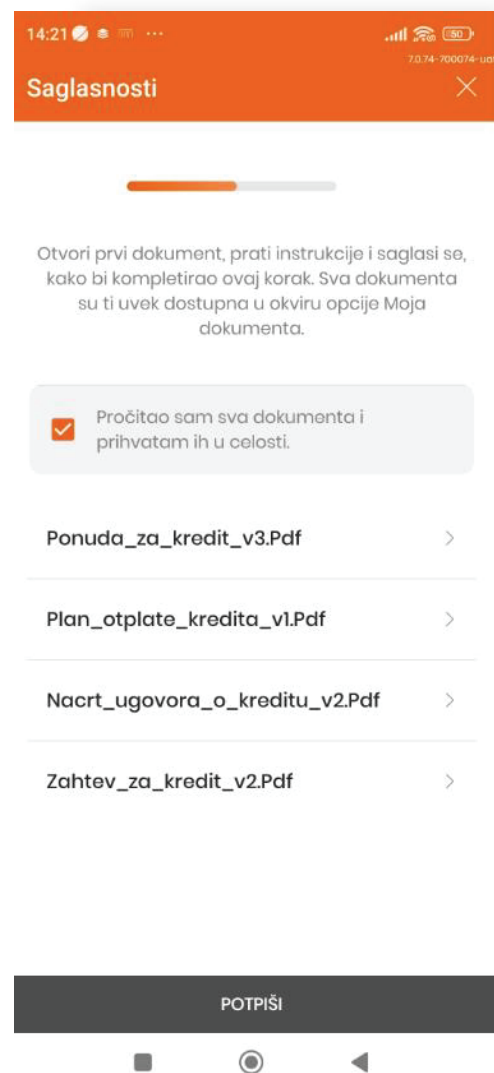 14:21
50
7.0.74-700074-uat
Saglasnosti
Otvori prvi dokument, prati instrukcije i saglasi se,
kako bi kompletirao ovaj korak. Sva dokumenta
su ti uvek dostupna u okviru opcije Moja
dokumenta.
Pročitao sam sva dokumenta i
prihvatam ih u celosti.
Ponuda_za_kredit_v3.Pdf
Plan_otplate_kredita_v1.Pdf
Nacrt_ugovora_o_kreditu_v2.Pdf
Zahtev_za_kredit_v2.Pdf
POTPIŠI